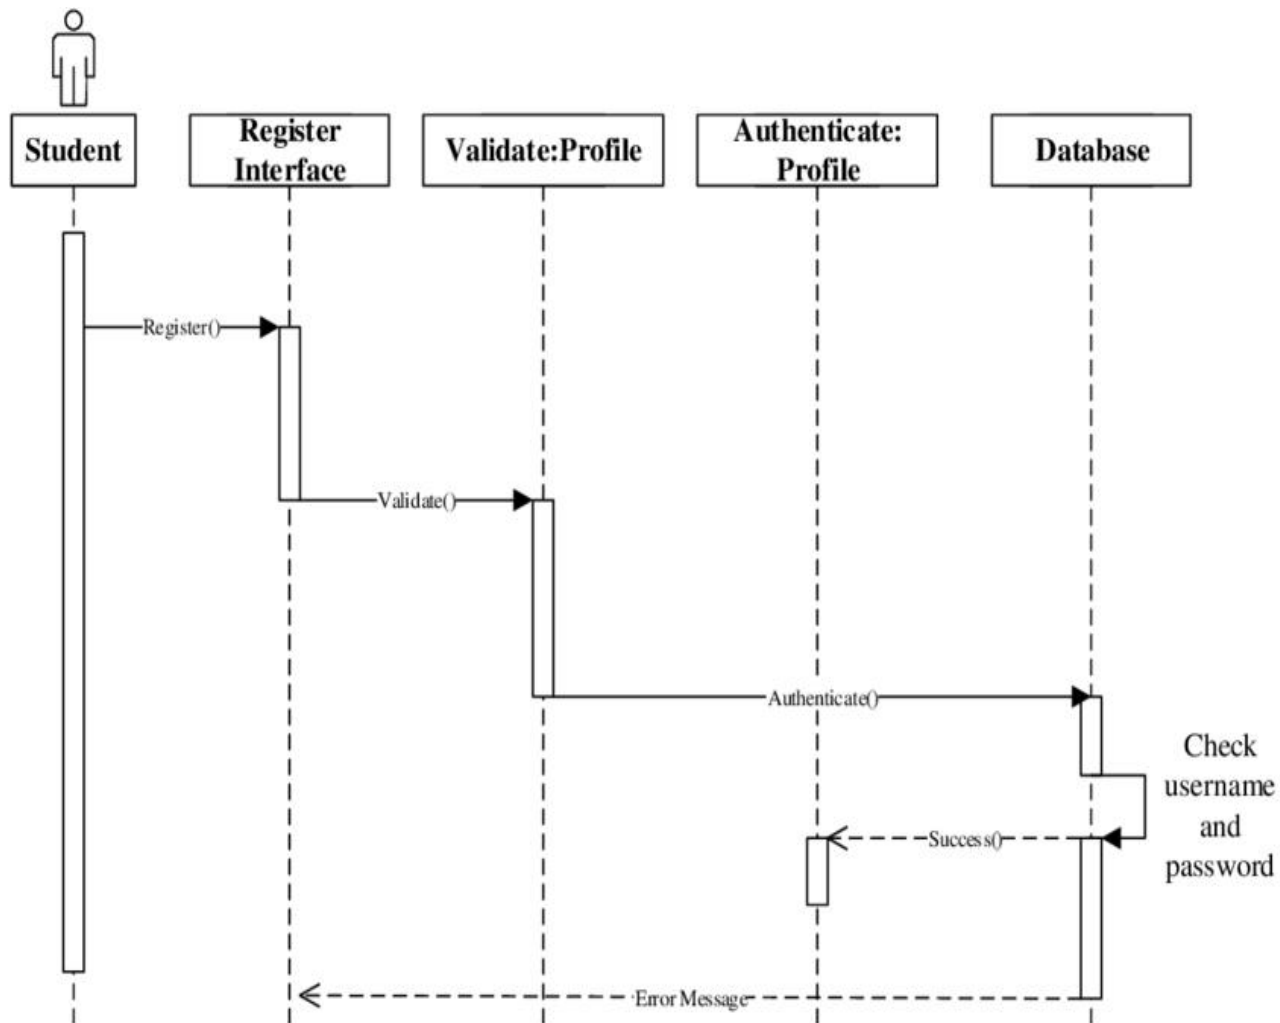 Student
Register
Interface
Validate:Profile
Authenticate:
Profile
Database
Register()
Validate()
Authenticate()
Check
username
and
password
Success()
Error Message